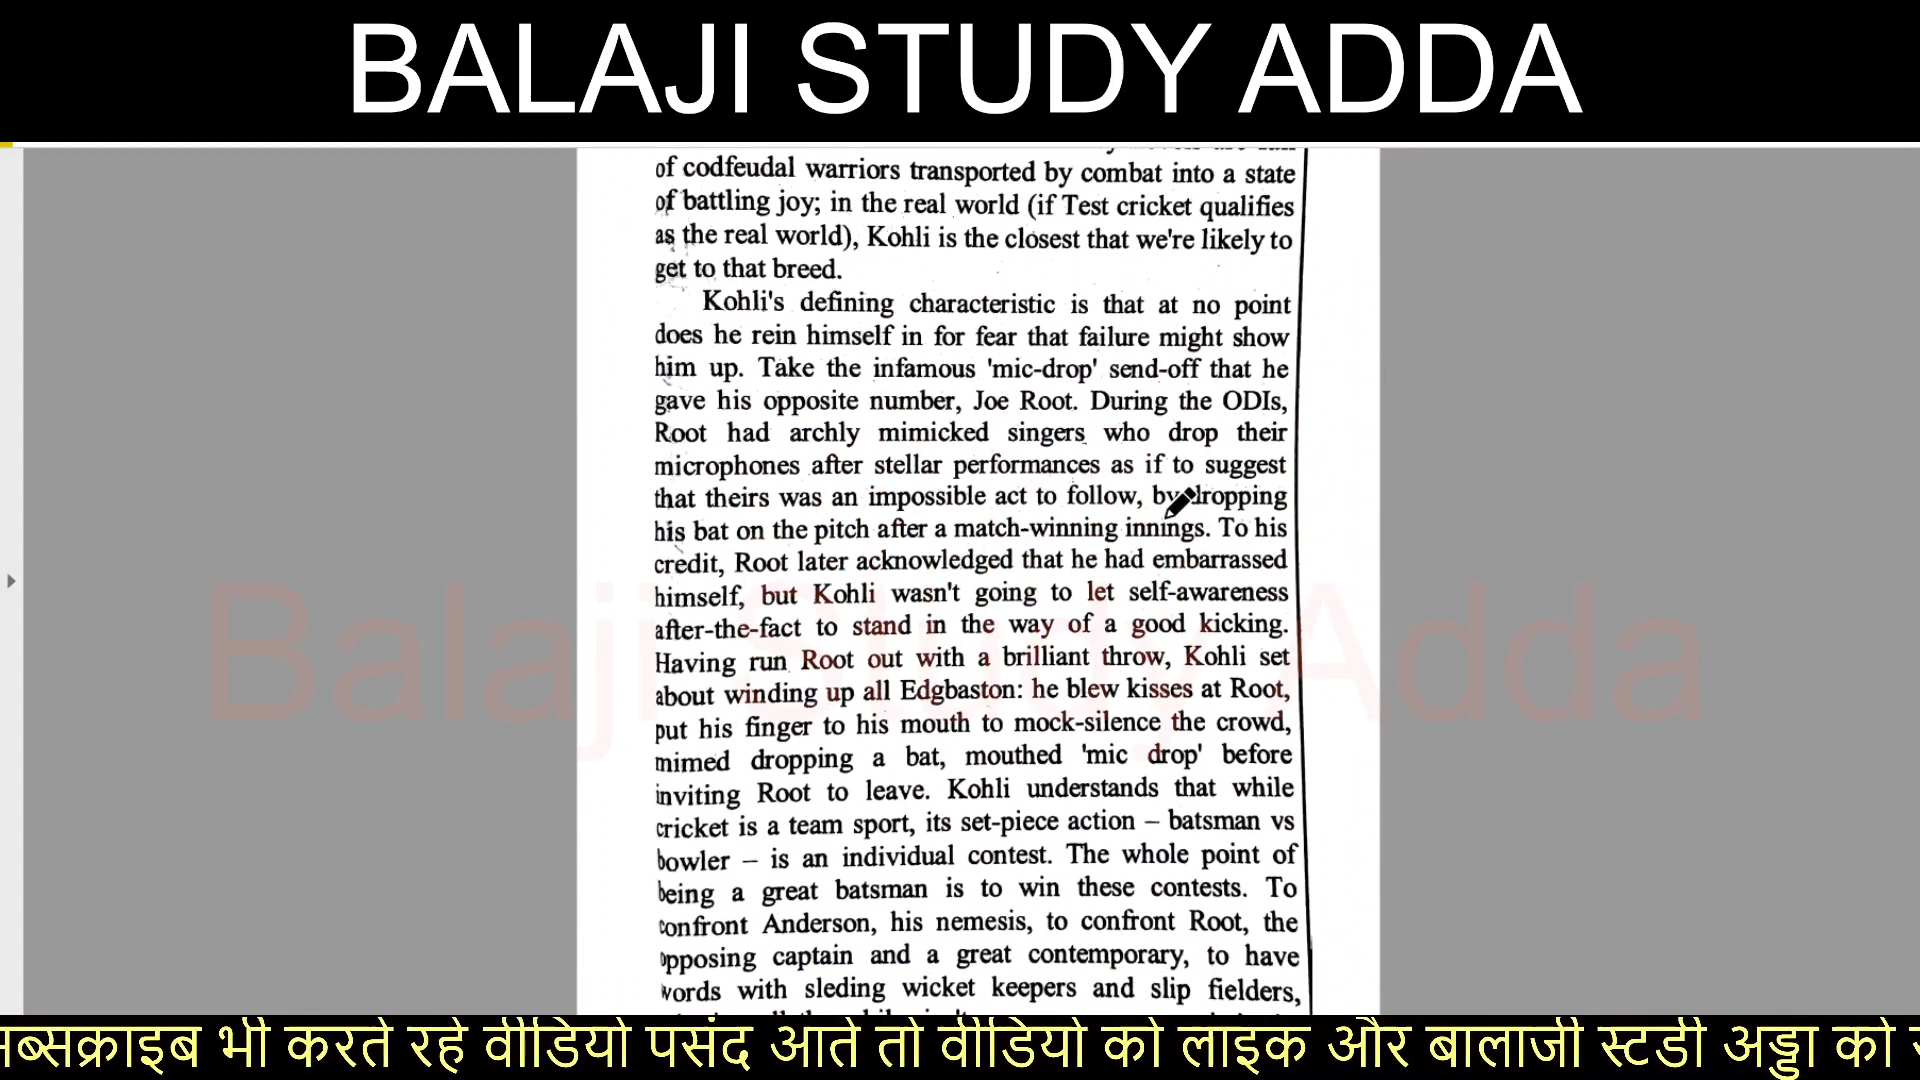 BALAJI STUDY ADDA
of codfeudal warriors transported by combat into a state
of battling joy; in the real world (if Test cricket qualifies
as the real world), Kohli is the closest that we're likely to
get to that breed.
Kohli's defining characteristic is that at no point
does he rein himself in for fear that failure might show
him up. Take the infamous 'mic-drop' send-off that he
gave his opposite number, Joe Root. During the ODIs,
Root had archly mimicked singers who drop their
microphones after stellar performances as if to suggest
that theirs was an impossible act to follow, by dropping
his bat on the pitch after a match-winning innings. To his
credit, Root later acknowledged that he had embarrassed
himself, but Kohli wasn't going to let self-awareness
after-the-fact to stand in the way of a good kicking.
Having run Root out with a brilliant throw, Kohli set
about winding up all Edgbaston: he blew kisses at Root,
put his finger to his mouth to mock-silence the crowd,
mimed dropping a bat, mouthed 'mic drop' before
inviting Root to leave. Kohli understands that while
cricket is a team sport, its set-piece action – batsman vs
bowler – is an individual contest. The whole point of
being a great batsman is to win these contests. To
confront Anderson, his nemesis, to confront Root, the
opposing captain and a great contemporary, to have
words with sleding wicket keepers and slip fielders,
Balaji Study Adda
सब्सक्राइब भी करते रहे वीडियो पसंद आते तो वीडियो को लाइक और बालाजी स्टडी अड्डा को